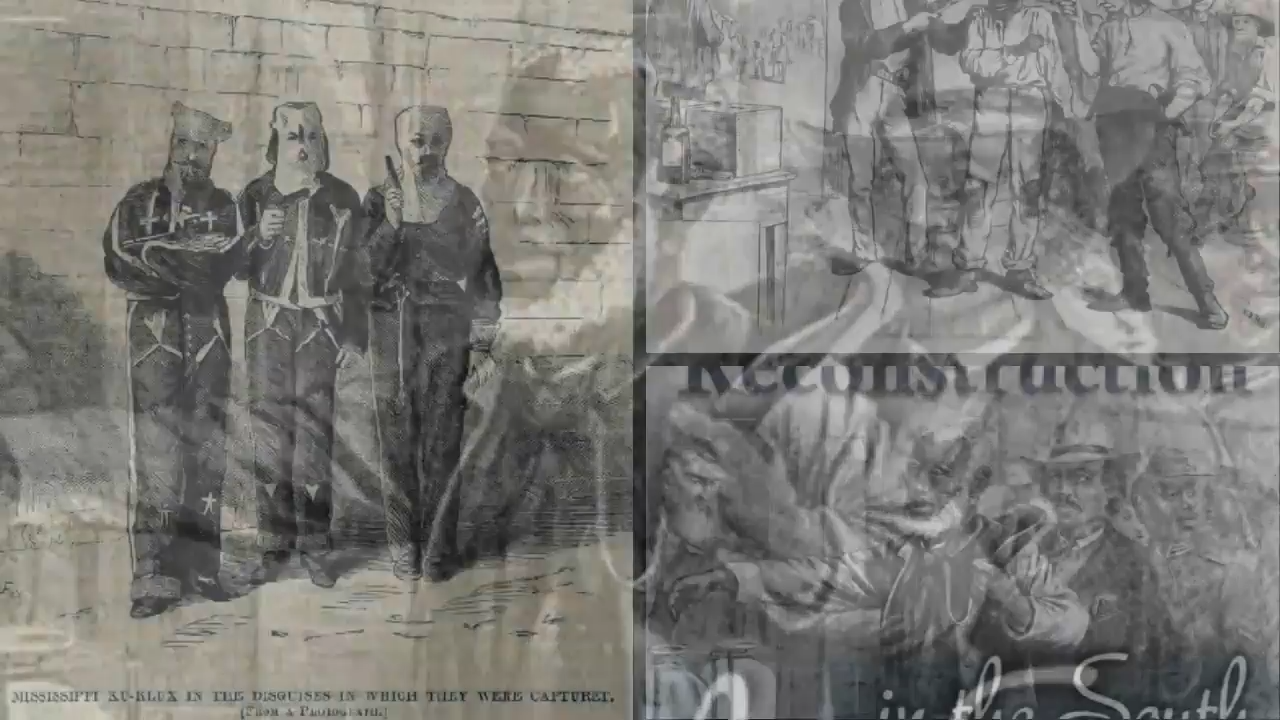 MISSISSIPPI KU-KLUX IN THE DISGUISES IN WHICH THEY WERE CAPTURED.
[FROM A PHOTOGRAPH.]
Reconstruction
in the South